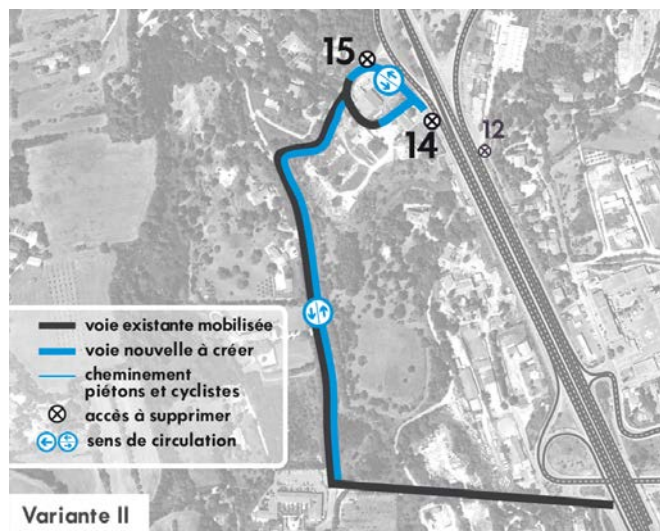 15
14
12
voie existante mobilisée
voie nouvelle à créer
cheminement
piétons et cyclistes
accès à supprimer
sens de circulation
Variante II